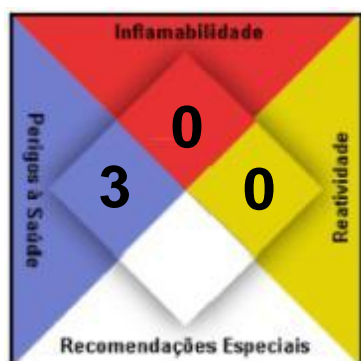 Inflamabilidade
0
Perigos à Saúde
3
0
Reatividade
Recomendações Especiais